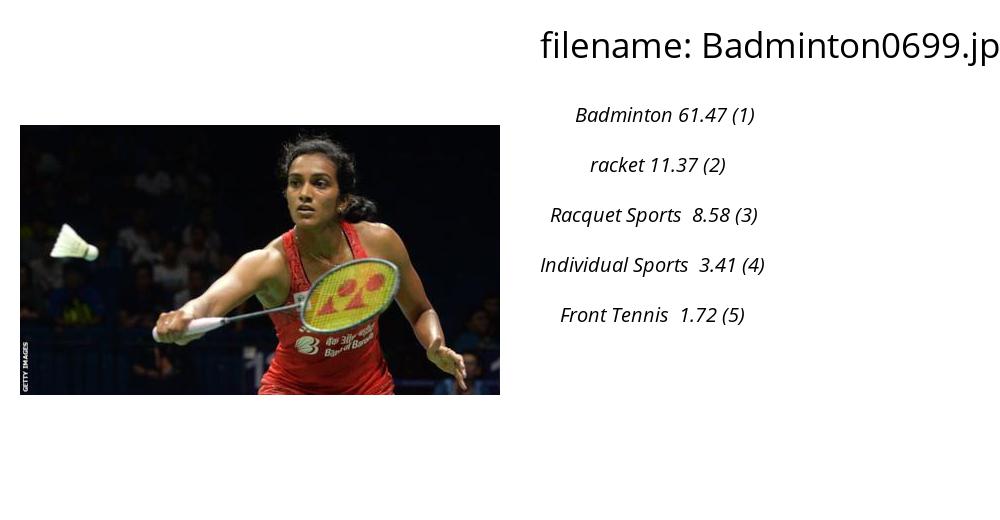 filename: Badminton0699.jp
Badminton 61.47 (1)
racket 11.37 (2)
Racquet Sports 8.58 (3)
Individual Sports 3.41 (4)
Front Tennis 1.72 (5)
Bank of Baroda
GETTY IMAGES